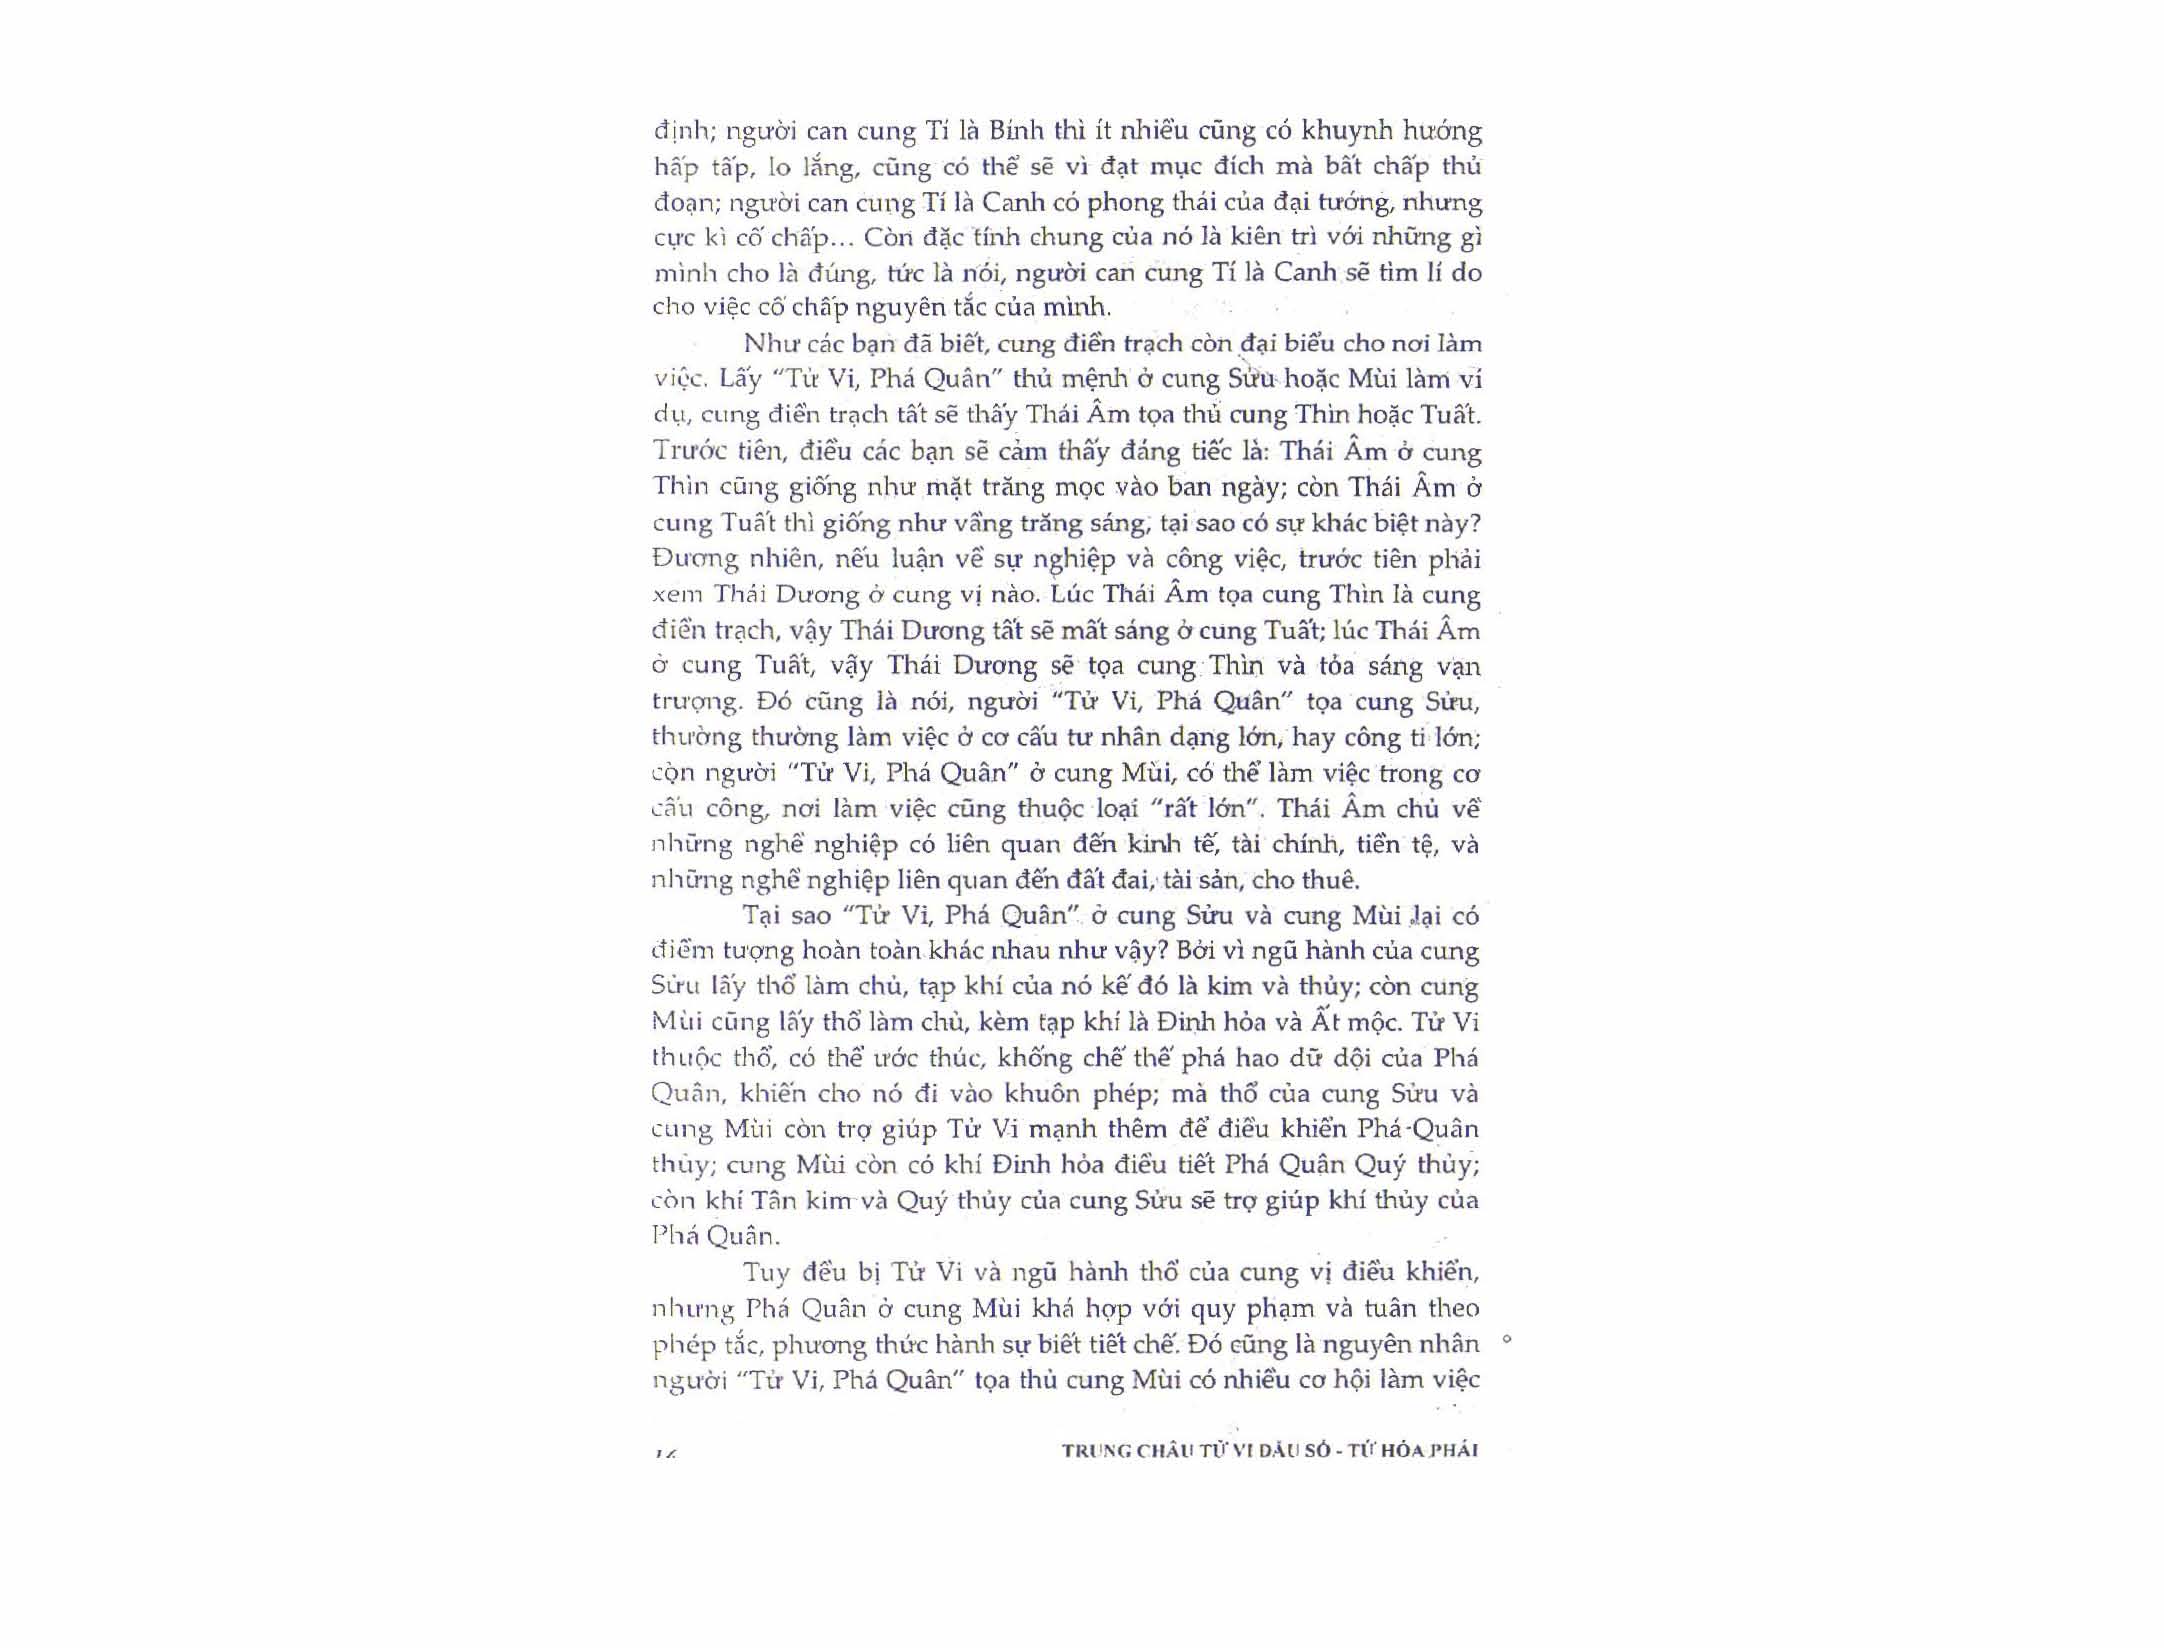 định; người can cung Tí là Bính thì ít nhiều cũng có khuynh hướng
hấp tấp, lo lắng, cũng có thể sẽ vì đạt mục đích mà bất chấp thủ
đoạn; người can cung Tí là Canh có phong thái của đại tướng, nhưng
cực kì cố chấp... Còn đặc tính chung của nó là kiên trì với những gì
mình cho là đúng, tức là nói, người can cung Tí là Canh sẽ tìm lí do
cho việc cố chấp nguyên tắc của mình.
Như các bạn đã biết, cung điền trạch còn đại biểu cho nơi làm
việc. Lấy "Tử Vi, Phá Quân" thủ mệnh ở cung Sửu hoặc Mùi làm ví
dụ, cung điền trạch tất sẽ thấy Thái Âm tọa thủ cung Thìn hoặc Tuất.
Trước tiên, điều các bạn sẽ cảm thấy đáng tiếc là: Thái Âm ở cung
Thìn cũng giống như mặt trăng mọc vào ban ngày; còn Thái Âm ở
cung Tuất thì giống như vầng trăng sáng, tại sao có sự khác biệt này?
Đương nhiên, nếu luận về sự nghiệp và công việc, trước tiên phải
xem Thái Dương ở cung vị nào. Lúc Thái Âm tọa cung Thìn là cung
điền trạch, vậy Thái Dương tất sẽ mất sáng ở cung Tuất; lúc Thái Âm
ở cung Tuất, vậy Thái Dương sẽ tọa cung Thìn và tỏa sáng vạn
trượng. Đó cũng là nói, người "Tử Vi, Phá Quân" tọa cung Sửu,
thường thường làm việc ở cơ cấu tư nhân dạng lớn, hay công ti lớn;
còn người "Tử Vi, Phá Quân" ở cung Mùi, có thể làm việc trong cơ
cấu công, nơi làm việc cũng thuộc loại "rất lớn". Thái Âm chủ về
những nghề nghiệp có liên quan đến kinh tế, tài chính, tiền tệ, và
những nghề nghiệp liên quan đến đất đai, tài sản, cho thuê.
Tại sao "Tử Vi, Phá Quân" ở cung Sửu và cung Mùi lại có
điềm tượng hoàn toàn khác nhau như vậy? Bởi vì ngũ hành của cung
Sửu lấy thổ làm chủ, tạp khí của nó kế đó là kim và thủy; còn cung
Mùi cũng lấy thổ làm chủ, kèm tạp khí là Đinh hỏa và Ất mộc. Tử Vi
thuộc thổ, có thể ước thúc, khống chế thế phá hao dữ dội của Phá
Quân, khiến cho nó đi vào khuôn phép; mà thổ của cung Sửu và
cung Mùi còn trợ giúp Tử Vi mạnh thêm để điều khiển Phá Quân
thủy; cung Mùi còn có khí Đinh hỏa điều tiết Phá Quân Quý thủy;
còn khí Tân kim và Quý thủy của cung Sửu sẽ trợ giúp khí thủy của
Phá Quân.
Tuy đều bị Tử Vi và ngũ hành thổ của cung vị điều khiển,
nhưng Phá Quân ở cung Mùi khá hợp với quy phạm và tuân theo
phép tắc, phương thức hành sự biết tiết chế. Đó cũng là nguyên nhân
người "Tử Vi, Phá Quân" tọa thủ cung Mùi có nhiều cơ hội làm việc
TRUNG CHÂU TỬ VI ĐẨU SỐ - TỨ HÓA PHÁI